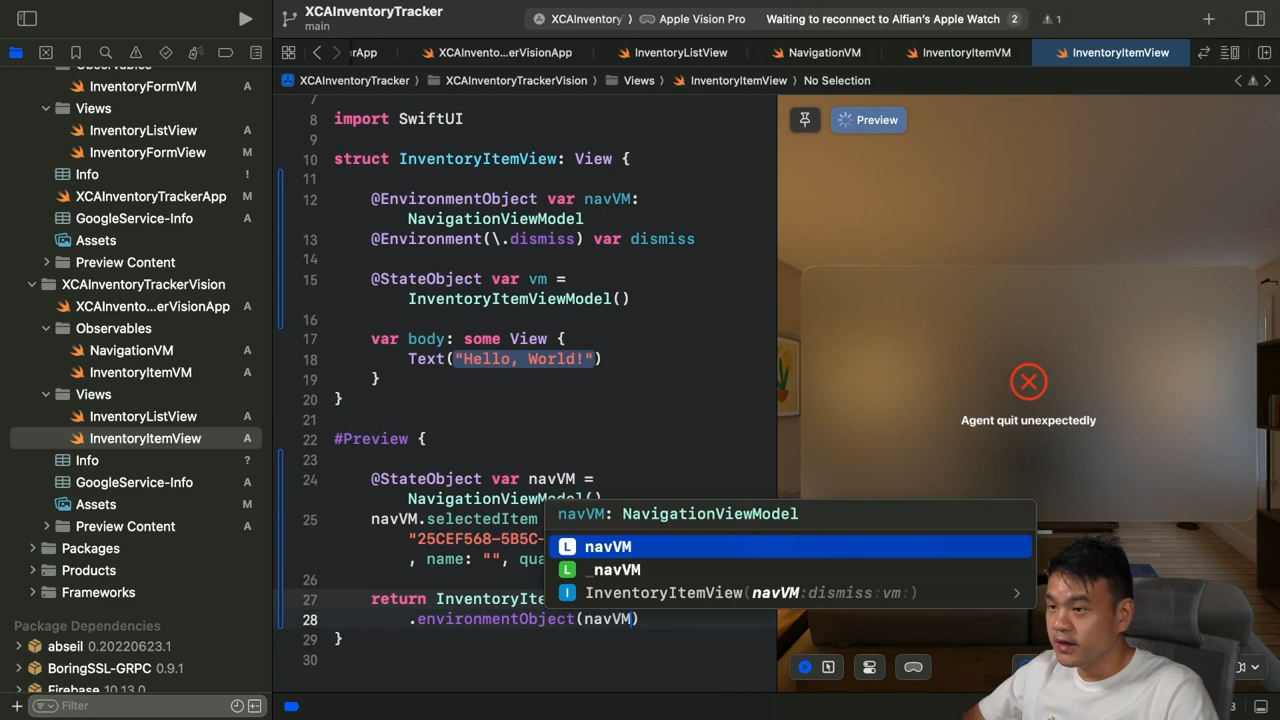 XCAInventoryTracker
main
XCAInventory
Apple Vision Pro
Waiting to reconnect to Alfian's Apple Watch
2
1
erApp
XCAInvento...erVisionApp
InventoryListView
NavigationVM
InventoryItemVM
InventoryItemView
XCAInventoryTracker
XCAInventoryTrackerVision
Views
InventoryItemView
No Selection
InventoryFormVM A
Views
InventoryListView A
InventoryFormView M
Info !
XCAInventoryTrackerApp M
GoogleService-Info A
Assets
Preview Content
XCAInventoryTrackerVision
XCAInvento...erVisionApp A
Observables
NavigationVM A
InventoryItemVM A
Views
InventoryListView A
InventoryItemView A
Info ?
GoogleService-Info A
Assets M
Preview Content
Packages
Products
Frameworks
Package Dependencies
abseil 0.20220623.1
BoringSSL-GRPC 0.9.1
Firebase 10.13.0
Filter
7
8 import SwiftUI
9
10 struct InventoryItemView: View {
11
12 @EnvironmentObject var navVM:
NavigationViewModel
13 @Environment(\.dismiss) var dismiss
14
15 @StateObject var vm =
InventoryItemViewModel()
16
17 var body: some View {
18 Text("Hello, World!")
19 }
20 }
21
22 #Preview {
23
24 @StateObject var navVM =
NavigationViewModel()
25 navVM.selectedItem
"25CEF568-5B5C-
, name: "", qua
26
27 return InventoryIte
28 .environmentObject(navVM)
29 }
30
navVM: NavigationViewModel
L navVM
L _navVM
I InventoryItemView(navVM:dismiss:vm:)
Preview
Agent quit unexpectedly